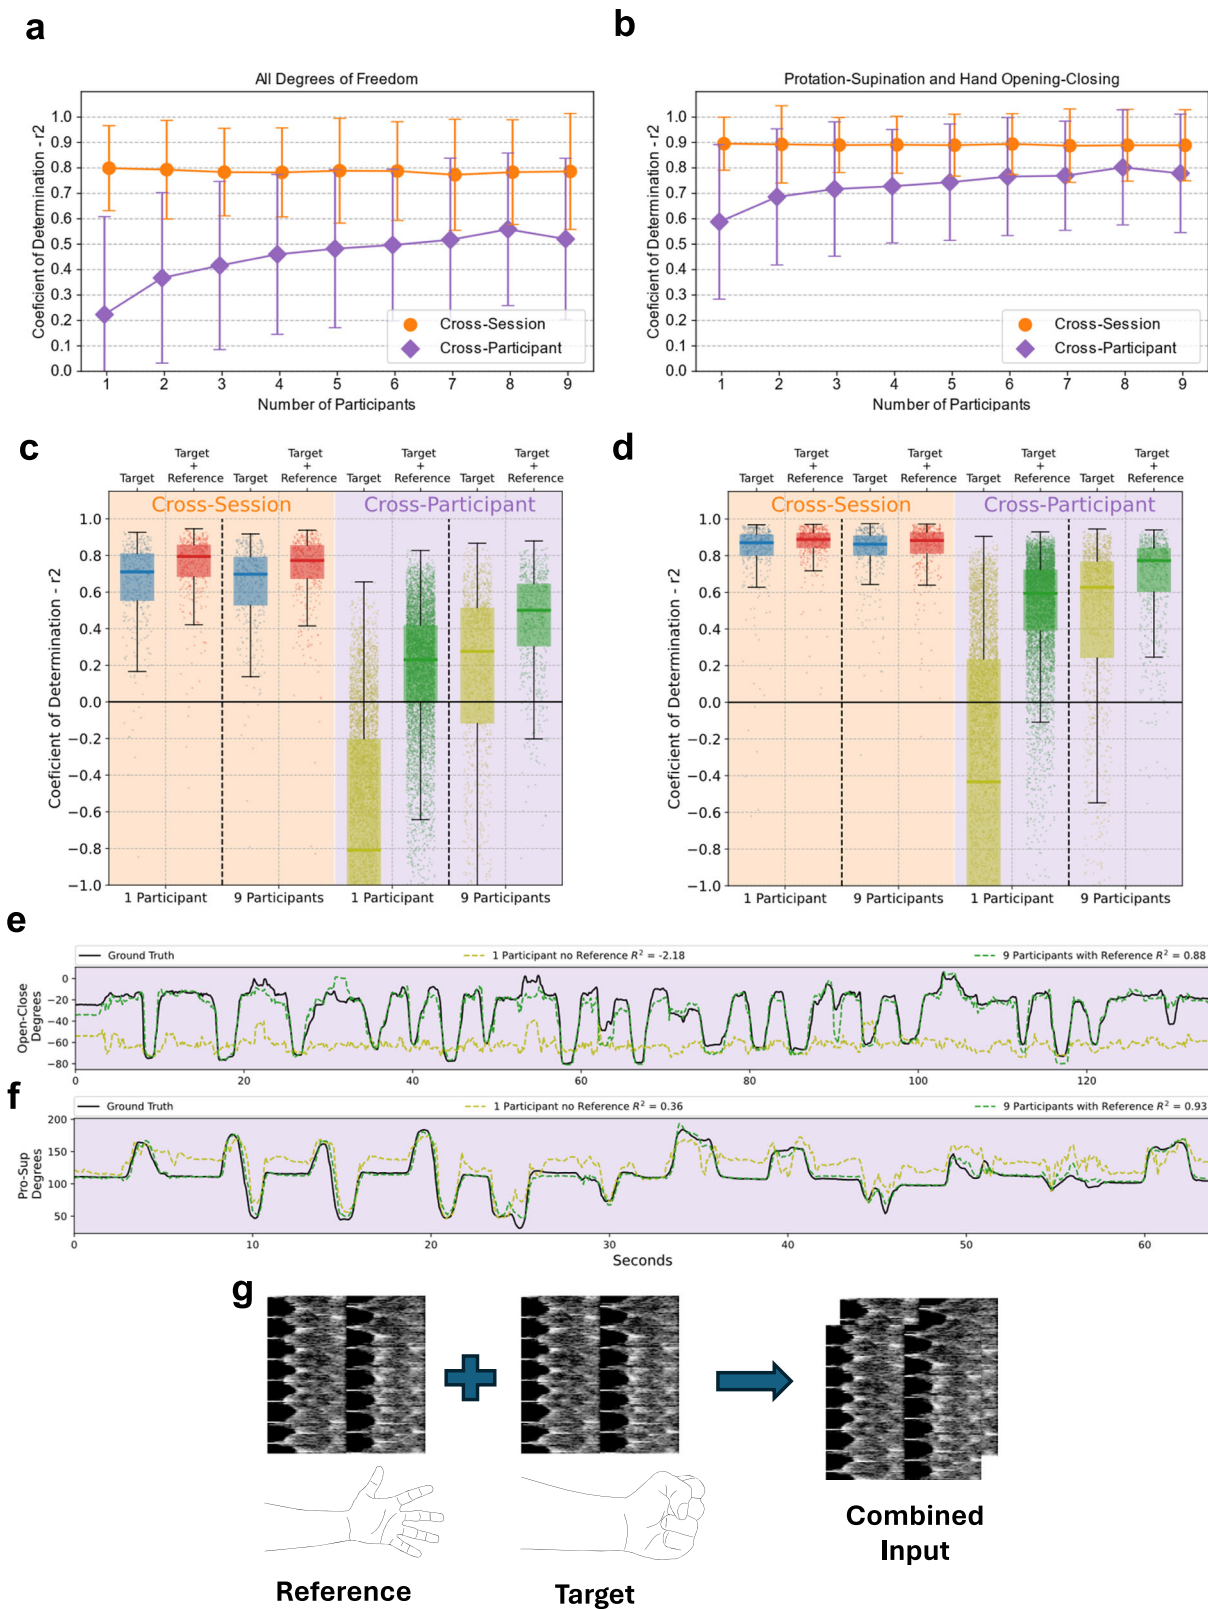 a
b
All Degrees of Freedom
Protation-Supination and Hand Opening-Closing
Coeficient of Determination - r2
1.0
0.9
0.8
0.7
0.6
0.5
0.4
0.3
0.2
0.1
0.0
Cross-Session
Cross-Participant
1 2 3 4 5 6 7 8 9
Number of Participants
Coeficient of Determination - r2
1.0
0.9
0.8
0.7
0.6
0.5
0.4
0.3
0.2
0.1
0.0
Cross-Session
Cross-Participant
1 2 3 4 5 6 7 8 9
Number of Participants
c
Target
Target + Reference
Target
Target + Reference
Target
Target + Reference
Target
Target + Reference
Cross-Session
Cross-Participant
Coeficient of Determination - r2
1.0
0.8
0.6
0.4
0.2
0.0
−0.2
−0.4
−0.6
−0.8
−1.0
1 Participant
9 Participants
1 Participant
9 Participants
d
Target
Target + Reference
Target
Target + Reference
Target
Target + Reference
Target
Target + Reference
Cross-Session
Cross-Participant
Coeficient of Determination - r2
1.0
0.8
0.6
0.4
0.2
0.0
−0.2
−0.4
−0.6
−0.8
−1.0
1 Participant
9 Participants
1 Participant
9 Participants
e
Ground Truth
1 Participant no Reference R² = -2.18
9 Participants with Reference R² = 0.88
Open-Close
Degrees
0
−20
−40
−60
−80
0 20 40 60 80 100 120
f
Ground Truth
1 Participant no Reference R² = 0.36
9 Participants with Reference R² = 0.93
Pro-Sup
Degrees
200
150
100
50
0 10 20 30 40 50 60
Seconds
g
Reference
Target
Combined
Input